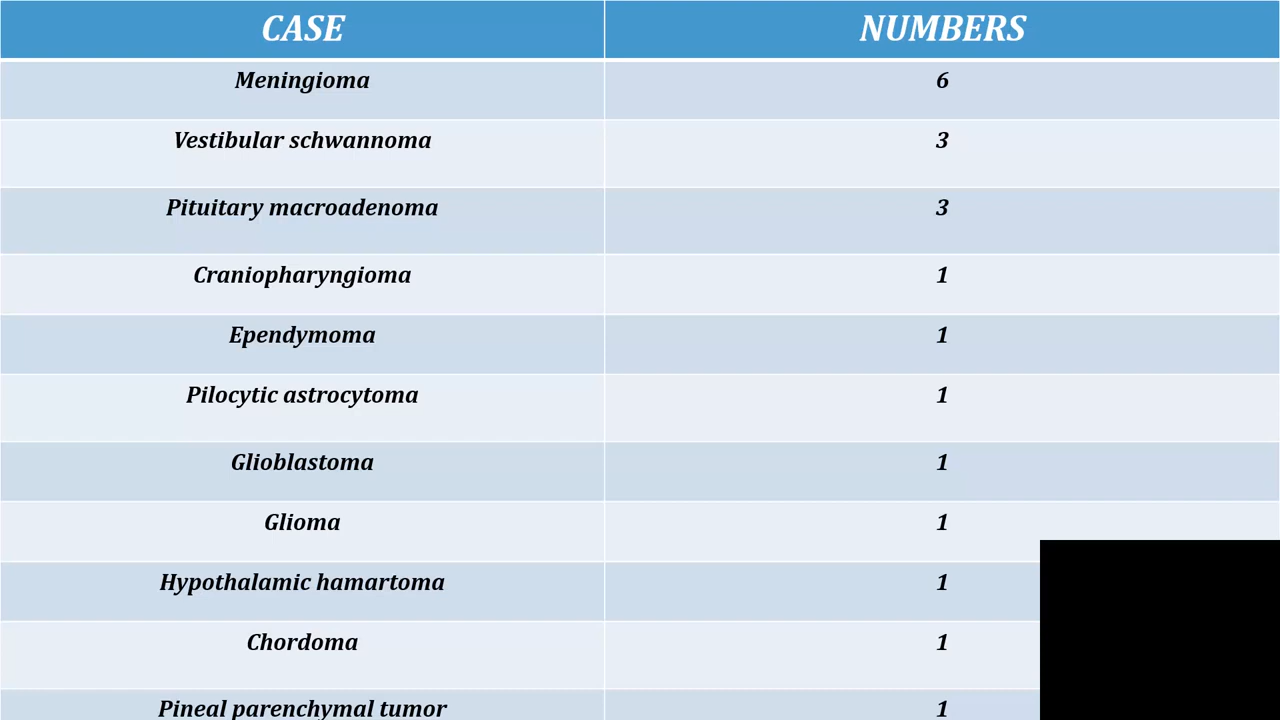 CASE NUMBERS
Meningioma 6
Vestibular schwannoma 3
Pituitary macroadenoma 3
Craniopharyngioma 1
Ependymoma 1
Pilocytic astrocytoma 1
Glioblastoma 1
Glioma 1
Hypothalamic hamartoma 1
Chordoma 1
Pineal parenchymal tumor 1